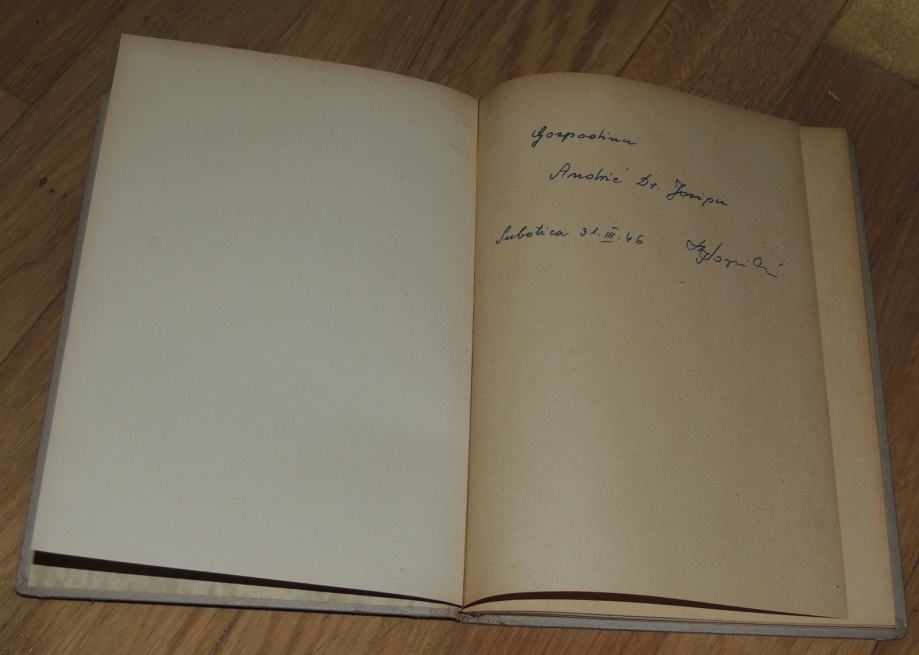 Gospodinu
Andrić Dr. Josipu
Subotica 31.III.46